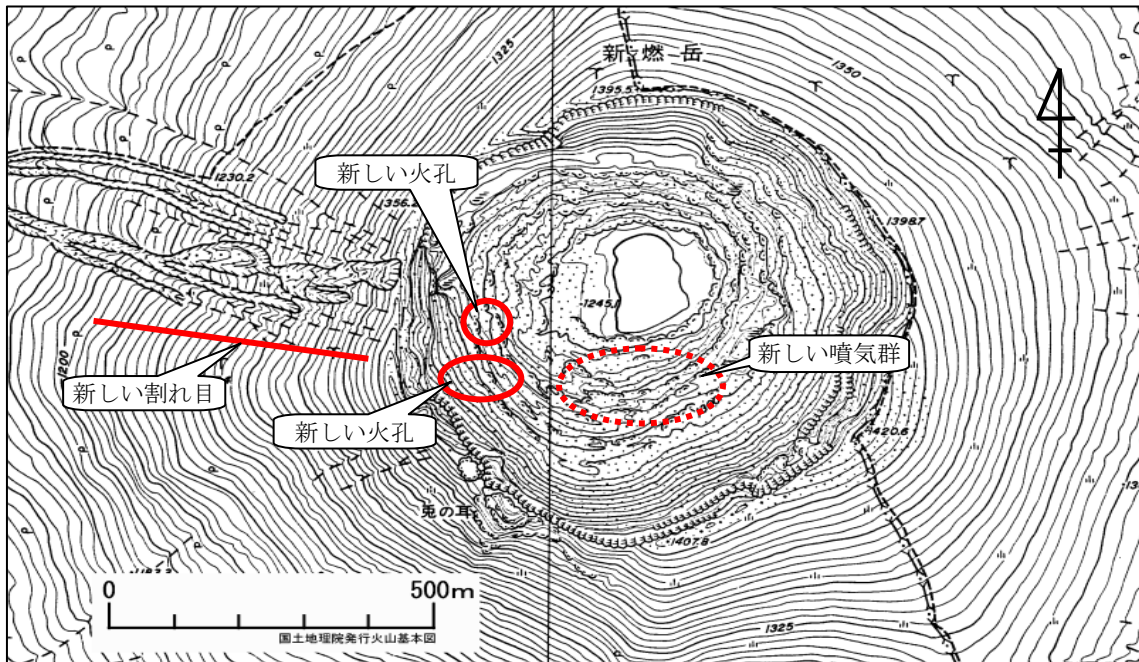 新燃岳
1325
1350
1395.5
1230.2
新しい火孔
1356.2
1398.7
1245.1
新しい噴気群
1200
新しい割れ目
新しい火孔
1420.6
兎の耳
1407.8
0 500m
国土地理院発行火山基本図
1325